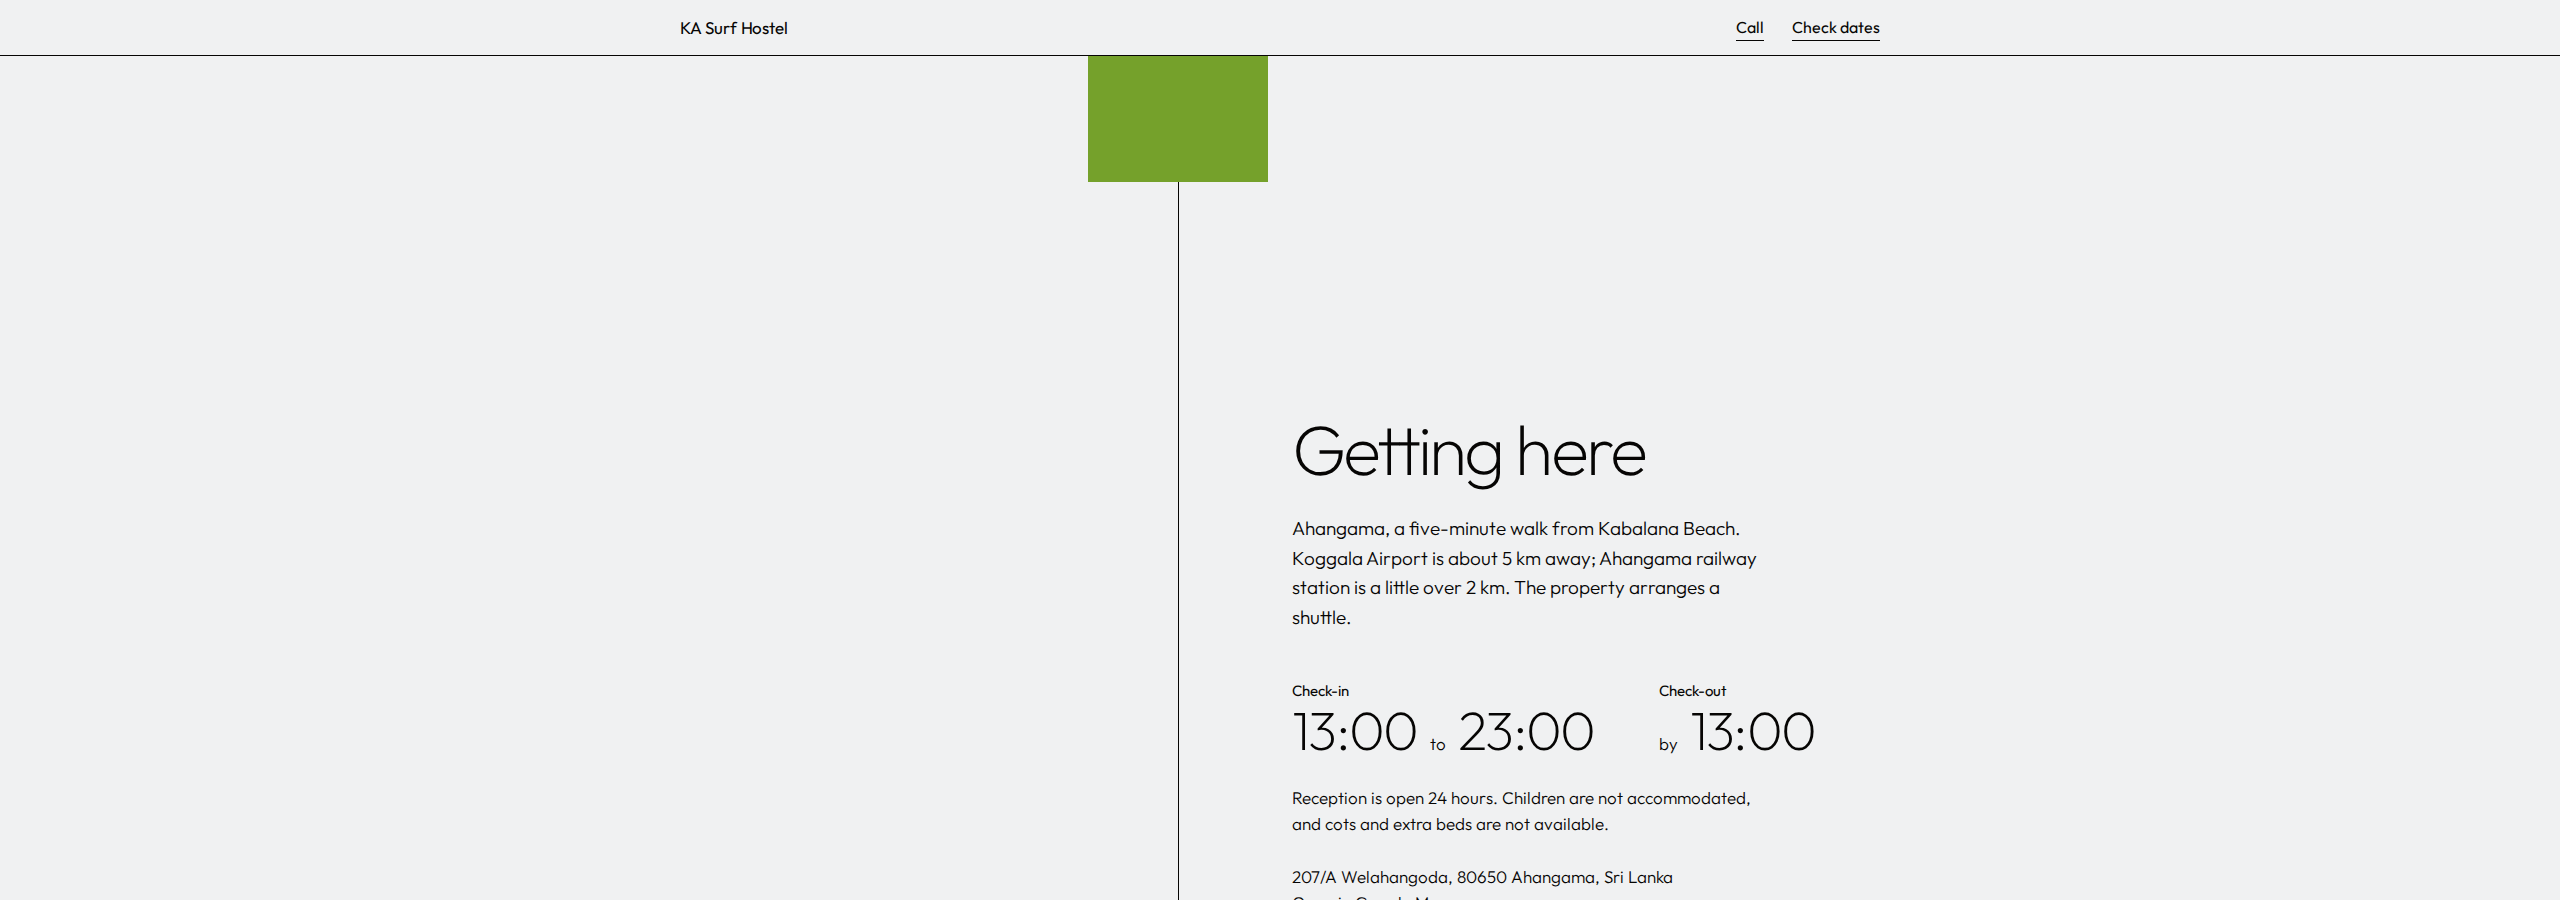 KA Surf Hostel
Call
Check dates
Getting here
Ahangama, a five-minute walk from Kabalana Beach.
Koggala Airport is about 5 km away; Ahangama railway
station is a little over 2 km. The property arranges a
shuttle.
Check-in
13:00 to 23:00
Check-out
by 13:00
Reception is open 24 hours. Children are not accommodated,
and cots and extra beds are not available.
207/A Welahangoda, 80650 Ahangama, Sri Lanka